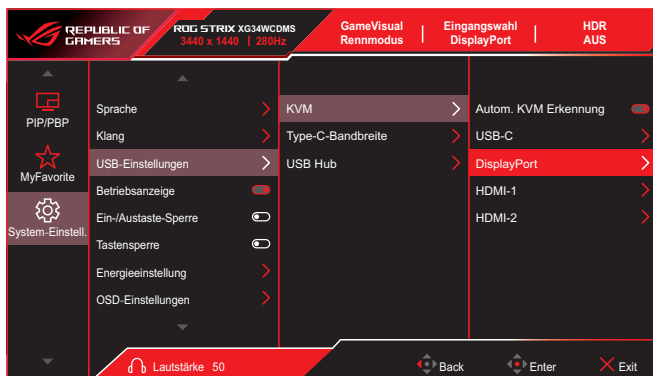 REPUBLIC OF
GAMERS
ROG STRIX XG34WCDMS
3440 x 1440 | 280Hz
GameVisual
Rennmodus
Eingangswahl
DisplayPort
HDR
AUS
PIP/PBP
MyFavorite
System-Einstell.
Sprache
Klang
USB-Einstellungen
Betriebsanzeige
Ein-/Austaste-Sperre
Tastensperre
Energieeinstellung
OSD-Einstellungen
KVM
Type-C-Bandbreite
USB Hub
Autom. KVM Erkennung
USB-C
DisplayPort
HDMI-1
HDMI-2
Lautstärke 50
Back
Enter
Exit